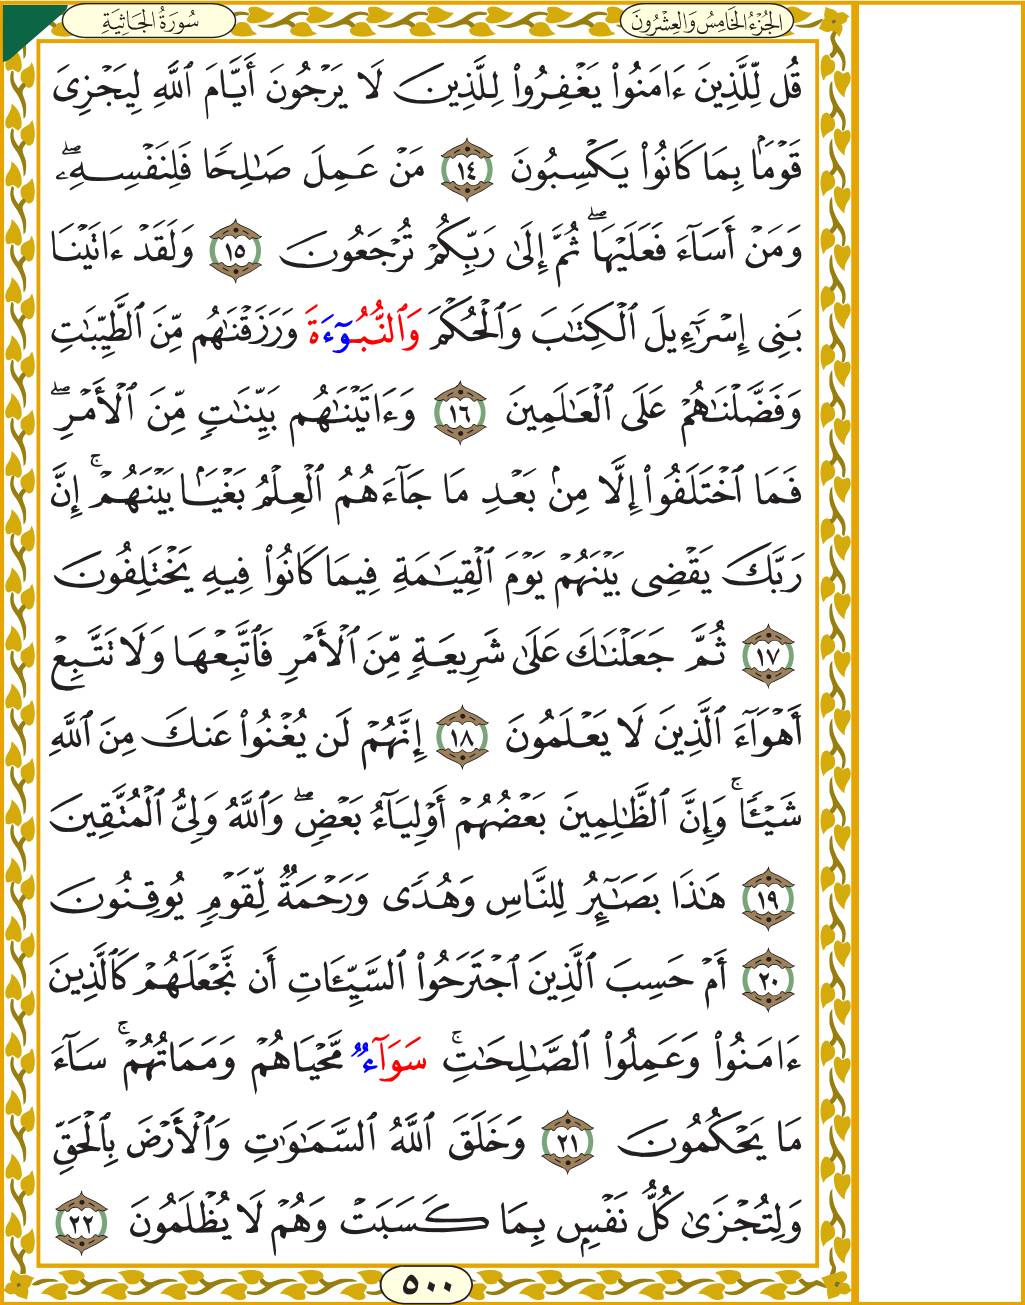 سُورَةُ الجَاثِيَةِ
الجُزْءُ الخَامِسُ وَالعِشْرُونَ
قُل لِّلَّذِينَ ءَامَنُواْ يَغْفِرُواْ لِلَّذِينَ لَا يَرْجُونَ أَيَّامَ ٱللَّهِ لِيَجْزِىَ
قَوْمَۢا بِمَا كَانُواْ يَكْسِبُونَ ١٤ مَنْ عَمِلَ صَـٰلِحًا فَلِنَفْسِهِۦۖ
وَمَنْ أَسَآءَ فَعَلَيْهَاۖ ثُمَّ إِلَىٰ رَبِّكُمْ تُرْجَعُونَ ١٥ وَلَقَدْ ءَاتَيْنَا
بَنِى إِسْرَٰٓءِيلَ ٱلْكِتَـٰبَ وَٱلْحُكْمَ وَٱلنُّبُوٓءَةَ وَرَزَقْنَـٰهُم مِّنَ ٱلطَّيِّبَـٰتِ
وَفَضَّلْنَـٰهُمْ عَلَى ٱلْعَـٰلَمِينَ ١٦ وَءَاتَيْنَـٰهُم بَيِّنَـٰتٍ مِّنَ ٱلْأَمْرِۖ
فَمَا ٱخْتَلَفُواْ إِلَّا مِنۢ بَعْدِ مَا جَآءَهُمُ ٱلْعِلْمُ بَغْيَۢا بَيْنَهُمْۚ إِنَّ
رَبَّكَ يَقْضِى بَيْنَهُمْ يَوْمَ ٱلْقِيَـٰمَةِ فِيمَا كَانُواْ فِيهِ يَخْتَلِفُونَ
١٧ ثُمَّ جَعَلْنَـٰكَ عَلَىٰ شَرِيعَةٍ مِّنَ ٱلْأَمْرِ فَٱتَّبِعْهَا وَلَا تَتَّبِعْ
أَهْوَآءَ ٱلَّذِينَ لَا يَعْلَمُونَ ١٨ إِنَّهُمْ لَن يُغْنُواْ عَنكَ مِنَ ٱللَّهِ
شَيْـًٔاۚ وَإِنَّ ٱلظَّـٰلِمِينَ بَعْضُهُمْ أَوْلِيَآءُ بَعْضٍۖ وَٱللَّهُ وَلِىُّ ٱلْمُتَّقِينَ
١٩ هَـٰذَا بَصَـٰٓئِرُ لِلنَّاسِ وَهُدًى وَرَحْمَةٌ لِّقَوْمٍ يُوقِنُونَ
٢٠ أَمْ حَسِبَ ٱلَّذِينَ ٱجْتَرَحُواْ ٱلسَّيِّـَٔاتِ أَن نَّجْعَلَهُمْ كَٱلَّذِينَ
ءَامَنُواْ وَعَمِلُواْ ٱلصَّـٰلِحَـٰتِۚ سَوَآءٌ مَّحْيَاهُمْ وَمَمَاتُهُمْۚ سَآءَ
مَا يَحْكُمُونَ ٢١ وَخَلَقَ ٱللَّهُ ٱلسَّمَـٰوَٰتِ وَٱلْأَرْضَ بِٱلْحَقِّ
وَلِتُجْزَىٰ كُلُّ نَفْسٍۭ بِمَا كَسَبَتْ وَهُمْ لَا يُظْلَمُونَ ٢٢
٥٠٠